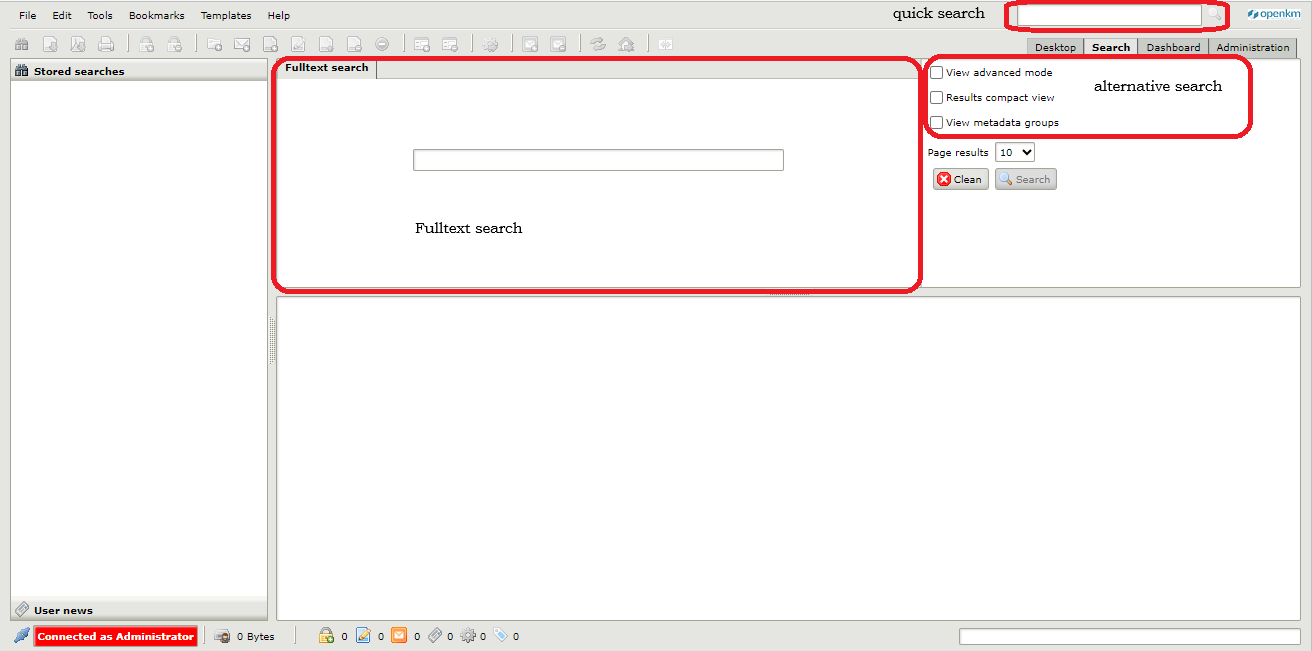 File Edit Tools Bookmarks Templates Help
quick search
openkm
Desktop Search Dashboard Administration
Stored searches
Fulltext search
View advanced mode
alternative search
Results compact view
View metadada groups
Page results 10
Clean Search
Fulltext search
User news
Connected as Administrator 0 Bytes 0 0 0 0 0 0